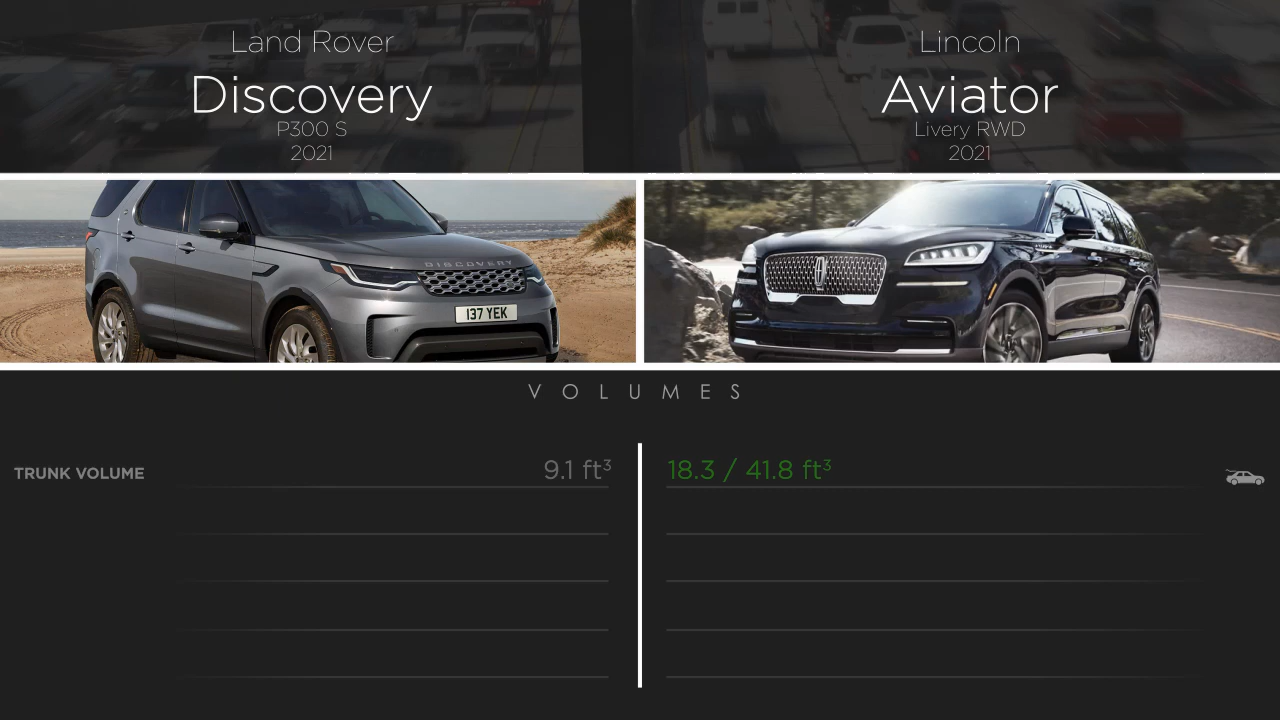 Land Rover
Discovery
P300 S
2021
Lincoln
Aviator
Livery RWD
2021
DISCOVERY
137 YEK
VOLUMES
TRUNK VOLUME
9.1 ft³
18.3 / 41.8 ft³